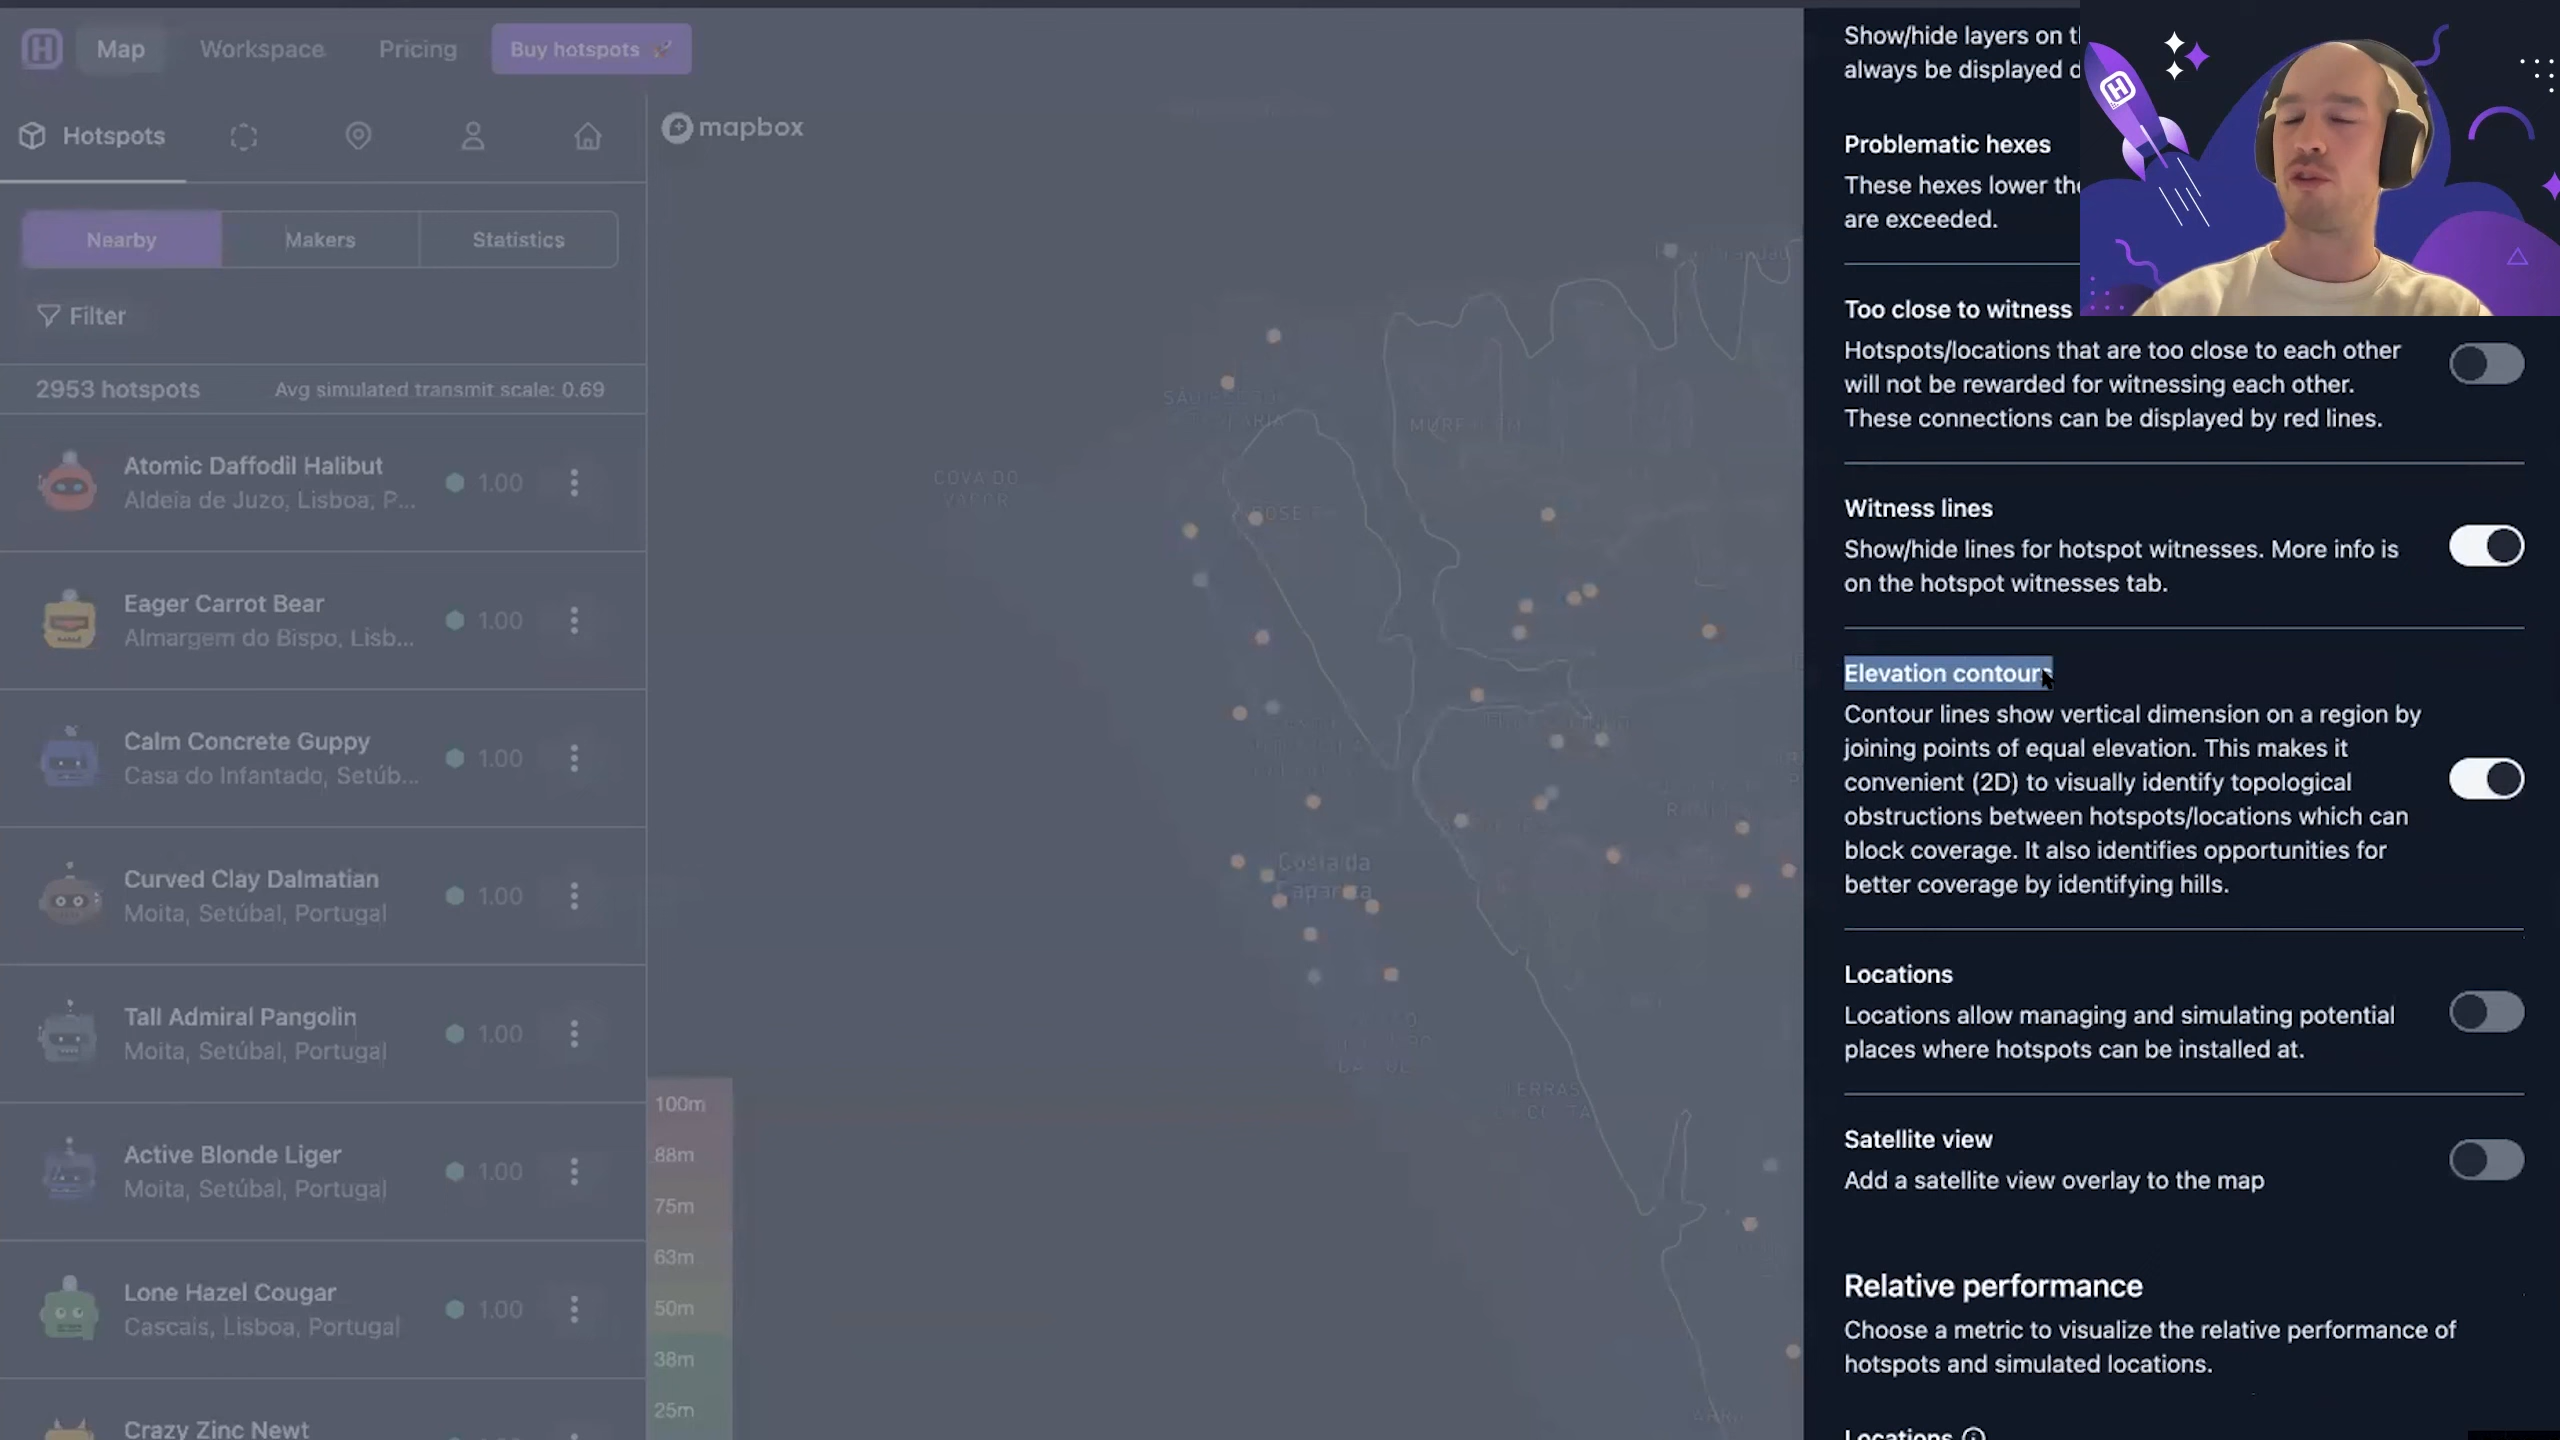 Map
Workspace
Pricing
Buy hotspots
Hotspots
Nearby
Makers
Statistics
Filter
2953 hotspots
Avg simulated transmit scale: 0.69
Atomic Daffodil Halibut
Aldeia de Juzo, Lisboa, P...
1.00
Eager Carrot Bear
Almargem do Bispo, Lisb...
1.00
Calm Concrete Guppy
Casa do Infantado, Setúb...
1.00
Curved Clay Dalmatian
Moita, Setúbal, Portugal
1.00
Tall Admiral Pangolin
Moita, Setúbal, Portugal
1.00
Active Blonde Liger
Moita, Setúbal, Portugal
1.00
Lone Hazel Cougar
Cascais, Lisboa, Portugal
1.00
Crazy Zinc Newt
mapbox
COVA DO
VAPOR
Costa da
Caparica
TERRAS
DA COSTA
100m
88m
75m
63m
50m
38m
25m
Show/hide layers on t
always be displayed
Problematic hexes
These hexes lower the
are exceeded.
Too close to witness
Hotspots/locations that are too close to each other
will not be rewarded for witnessing each other.
These connections can be displayed by red lines.
Witness lines
Show/hide lines for hotspot witnesses. More info is
on the hotspot witnesses tab.
Elevation contours
Contour lines show vertical dimension on a region by
joining points of equal elevation. This makes it
convenient (2D) to visually identify topological
obstructions between hotspots/locations which can
block coverage. It also identifies opportunities for
better coverage by identifying hills.
Locations
Locations allow managing and simulating potential
places where hotspots can be installed at.
Satellite view
Add a satellite view overlay to the map
Relative performance
Choose a metric to visualize the relative performance of
hotspots and simulated locations.
Locations